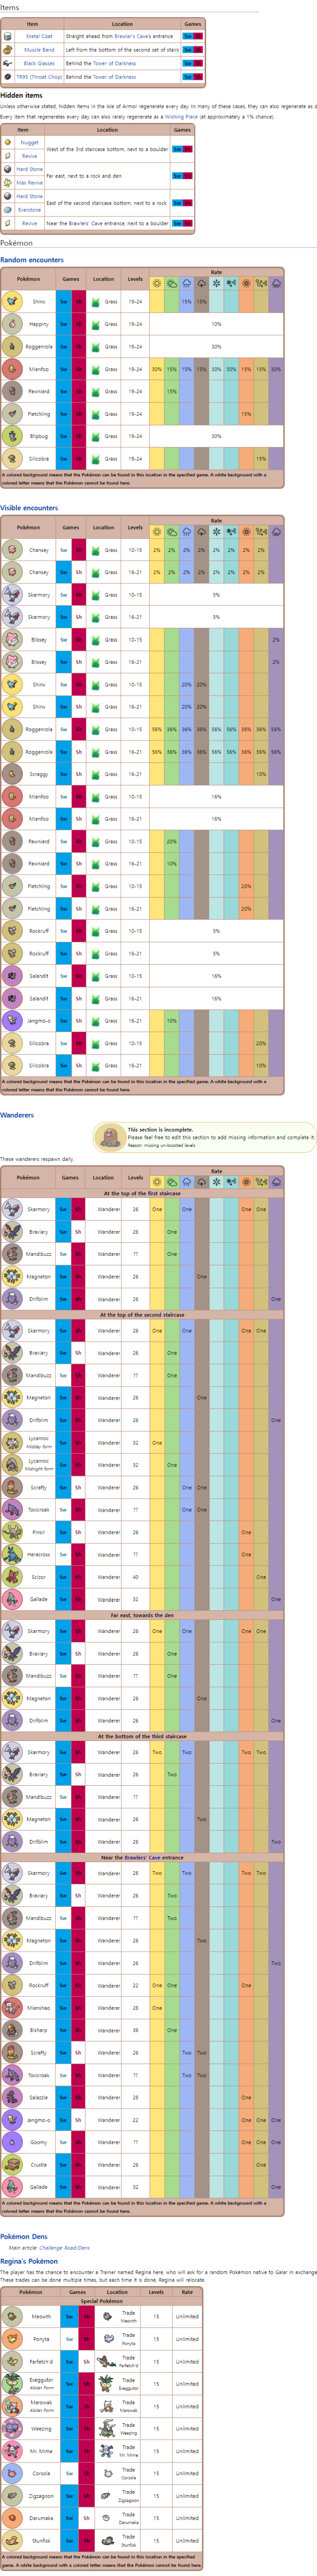 Items
Item Location Games
Metal Coat Straight ahead from Brawler's Cave's entrance Sw Sh
Muscle Band Left from the bottom of the second set of stairs Sw Sh
Black Glasses Behind the Tower of Darkness Sw Sh
TR95 (Throat Chop) Behind the Tower of Darkness Sw Sh
Hidden items
Unless otherwise stated, hidden items in the Isle of Armor regenerate every day. In many of these cases, they can also regenerate as d
Every item that regenerates every day can also rarely regenerate as a Wishing Piece (at approximately a 1% chance).
Item Location Games
Nugget
Revive
West of the 3rd staircase bottom, next to a boulder Sw Sh
Hard Stone
Max Revive
Far east, next to a rock and den Sw Sh
Hard Stone
Everstone
East of the second staircase bottom, next to a rock Sw Sh
Revive Near the Brawlers' Cave entrance, next to a boulder Sw Sh
Pokémon
Random encounters
Pokémon Games Location Levels Rate
Shinx Sw Sh Grass 19-24 15% 15%
Happiny Sw Sh Grass 19-24 10%
Roggenrola Sw Sh Grass 19-24 30%
Mienfoo Sw Sh Grass 19-24 30% 15% 15% 15% 30% 30% 15% 15% 30%
Pawniard Sw Sh Grass 19-24 15%
Fletchling Sw Sh Grass 19-24 15%
Blipbug Sw Sh Grass 19-24 30%
Silicobra Sw Sh Grass 19-24 15%
A colored background means that the Pokémon can be found in this location in the specified game. A white background with a
colored letter means that the Pokémon cannot be found here.
Visible encounters
Pokémon Games Location Levels Rate
Chansey Sw Sh Grass 10-15 2% 2% 2% 2% 2% 2% 2% 2%
Chansey Sw Sh Grass 16-21 2% 2% 2% 2% 2% 2% 2% 2%
Skarmory Sw Sh Grass 10-15 5%
Skarmory Sw Sh Grass 16-21 5%
Blissey Sw Sh Grass 10-15 2%
Blissey Sw Sh Grass 16-21 2%
Shinx Sw Sh Grass 10-15 20% 20%
Shinx Sw Sh Grass 16-21 20% 20%
Roggenrola Sw Sh Grass 10-15 56% 36% 36% 36% 56% 56% 36% 36% 56%
Roggenrola Sw Sh Grass 16-21 56% 36% 36% 36% 56% 56% 36% 36% 56%
Scraggy Sw Sh Grass 16-21 10%
Mienfoo Sw Sh Grass 10-15 16%
Mienfoo Sw Sh Grass 16-21 16%
Pawniard Sw Sh Grass 10-15 20%
Pawniard Sw Sh Grass 16-21 10%
Fletchling Sw Sh Grass 10-15 20%
Fletchling Sw Sh Grass 16-21 20%
Rockruff Sw Sh Grass 10-15 5%
Rockruff Sw Sh Grass 16-21 5%
Salandit Sw Sh Grass 10-15 16%
Salandit Sw Sh Grass 16-21 16%
Jangmo-o Sw Sh Grass 16-21 10%
Silicobra Sw Sh Grass 10-15 20%
Silicobra Sw Sh Grass 16-21 10%
A colored background means that the Pokémon can be found in this location in the specified game. A white background with a
colored letter means that the Pokémon cannot be found here.
Wanderers
This section is incomplete.
Please feel free to edit this section to add missing information and complete it.
Reason: missing un-boosted levels
These wanderers respawn daily.
Pokémon Games Location Levels Rate
At the top of the first staircase
Skarmory Sw Sh Wanderer 26 One One One One
Braviary Sw Sh Wanderer 26 One
Mandibuzz Sw Sh Wanderer ?? One
Magneton Sw Sh Wanderer 26 One
Drifblim Sw Sh Wanderer 26 One
At the top of the second staircase
Skarmory Sw Sh Wanderer 26 One One One One
Braviary Sw Sh Wanderer 26 One
Mandibuzz Sw Sh Wanderer ?? One
Magneton Sw Sh Wanderer 26 One
Drifblim Sw Sh Wanderer 26 One
Lycanroc
Midday form
Sw Sh Wanderer 32 One
Lycanroc
Midnight form
Sw Sh Wanderer 32 One
Scrafty Sw Sh Wanderer 26 One One
Toxicroak Sw Sh Wanderer ?? One One
Pinsir Sw Sh Wanderer 26 One
Heracross Sw Sh Wanderer ?? One
Scizor Sw Sh Wanderer 40 One
Gallade Sw Sh Wanderer 32 One
Far east, towards the den
Skarmory Sw Sh Wanderer 26 One One One One
Braviary Sw Sh Wanderer 26 One
Mandibuzz Sw Sh Wanderer ?? One
Magneton Sw Sh Wanderer 26 One
Drifblim Sw Sh Wanderer 26 One
At the bottom of the third staircase
Skarmory Sw Sh Wanderer 26 Two Two Two Two
Braviary Sw Sh Wanderer 26 Two
Mandibuzz Sw Sh Wanderer ??
Magneton Sw Sh Wanderer 26 Two
Drifblim Sw Sh Wanderer 26 Two
Near the Brawlers' Cave entrance
Skarmory Sw Sh Wanderer 26 Two Two Two Two
Braviary Sw Sh Wanderer 26 Two
Mandibuzz Sw Sh Wanderer ?? Two
Magneton Sw Sh Wanderer 26 Two
Drifblim Sw Sh Wanderer 26 Two
Rockruff Sw Sh Wanderer 22 One One One
Mienshao Sw Sh Wanderer 28 One
Bisharp Sw Sh Wanderer 36 One
Scrafty Sw Sh Wanderer 26 Two Two
Toxicroak Sw Sh Wanderer ?? Two Two
Salazzle Sw Sh Wanderer 28 One
Jangmo-o Sw Sh Wanderer 22 One One One
Goomy Sw Sh Wanderer ?? One One One
Crustle Sw Sh Wanderer 26 One
Gallade Sw Sh Wanderer 32 One
A colored background means that the Pokémon can be found in this location in the specified game. A white background with a
colored letter means that the Pokémon cannot be found here.
Pokémon Dens
Main article: Challenge Road/Dens
Regina's Pokémon
The player has the chance to encounter a Trainer named Regina here, who will ask for a random Pokémon native to Galar in exchange
These trades can be done multiple times, but each time it is done, Regina will relocate.
Pokémon Games Location Levels Rate
Special Pokémon
Meowth Sw Sh Trade Meowth 15 Unlimited
Ponyta Sw Sh Trade Ponyta 15 Unlimited
Farfetch'd Sw Sh Trade Farfetch'd 15 Unlimited
Exeggutor
Alolan Form
Sw Sh Trade Exeggutor 15 Unlimited
Marowak
Alolan Form
Sw Sh Trade Marowak 15 Unlimited
Weezing Sw Sh Trade Weezing 15 Unlimited
Mr. Mime Sw Sh Trade Mr. Mime 15 Unlimited
Corsola Sw Sh Trade Corsola 15 Unlimited
Zigzagoon Sw Sh Trade Zigzagoon 15 Unlimited
Darumaka Sw Sh Trade Darumaka 15 Unlimited
Stunfisk Sw Sh Trade Stunfisk 15 Unlimited
A colored background means that the Pokémon can be found in this location in the specified
game. A white background with a colored letter means that the Pokémon cannot be found here.